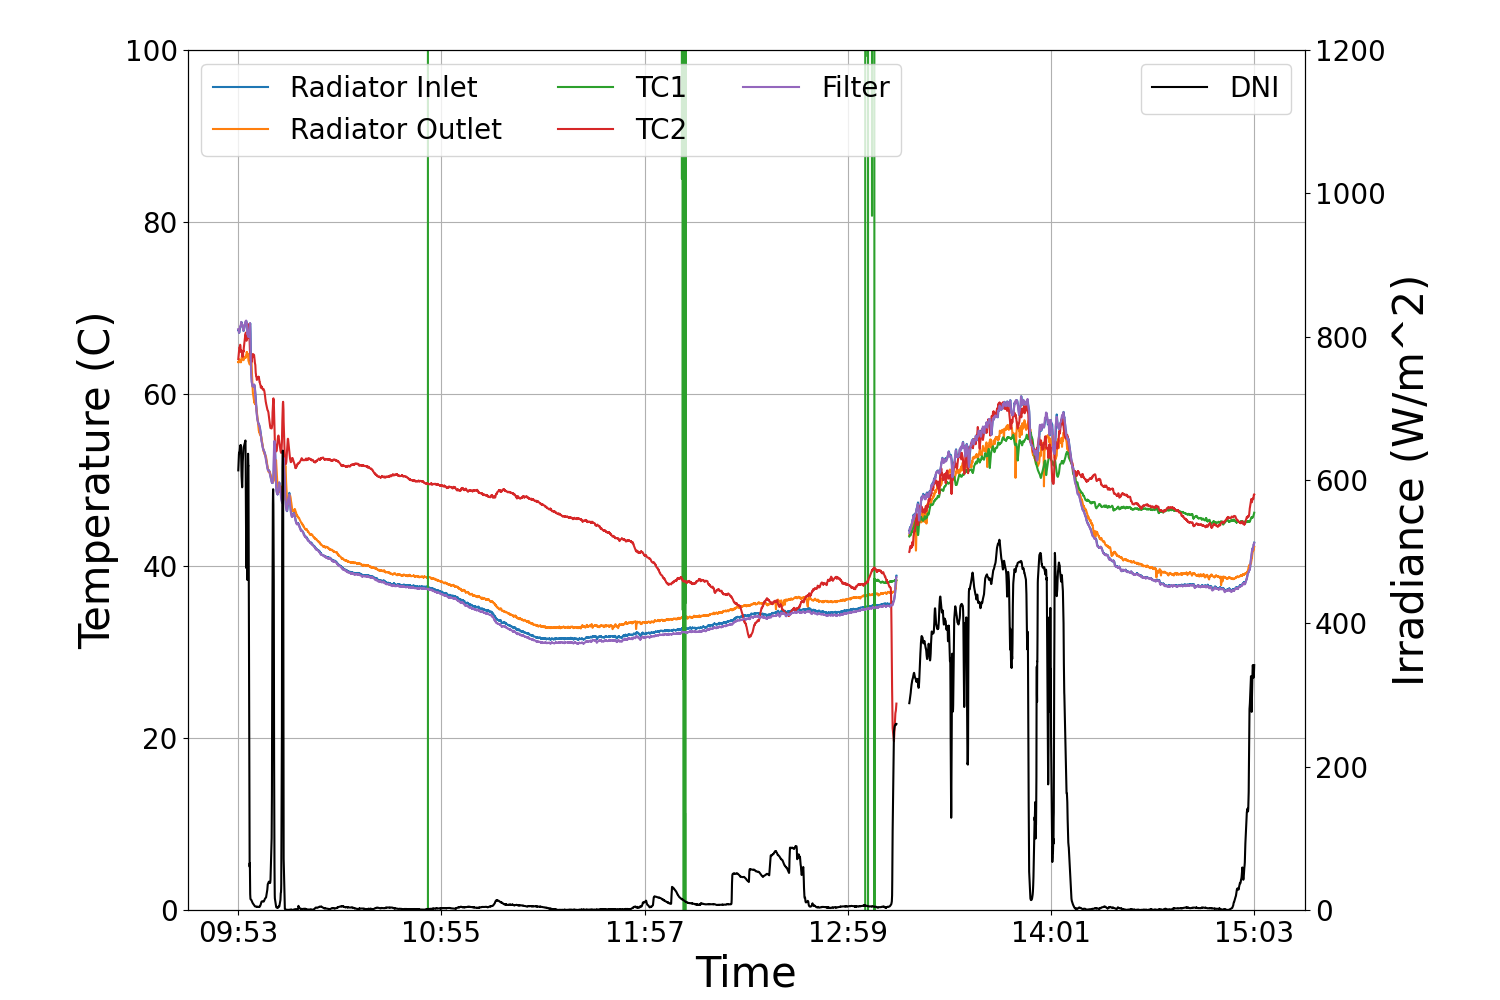 Radiator Inlet
Radiator Outlet
TC1
TC2
Filter
DNI
Temperature (C)
100
80
60
40
20
0
1200
1000
800
600
400
200
0
Irradiance (W/m^2)
09:53
10:55
11:57
12:59
14:01
15:03
Time